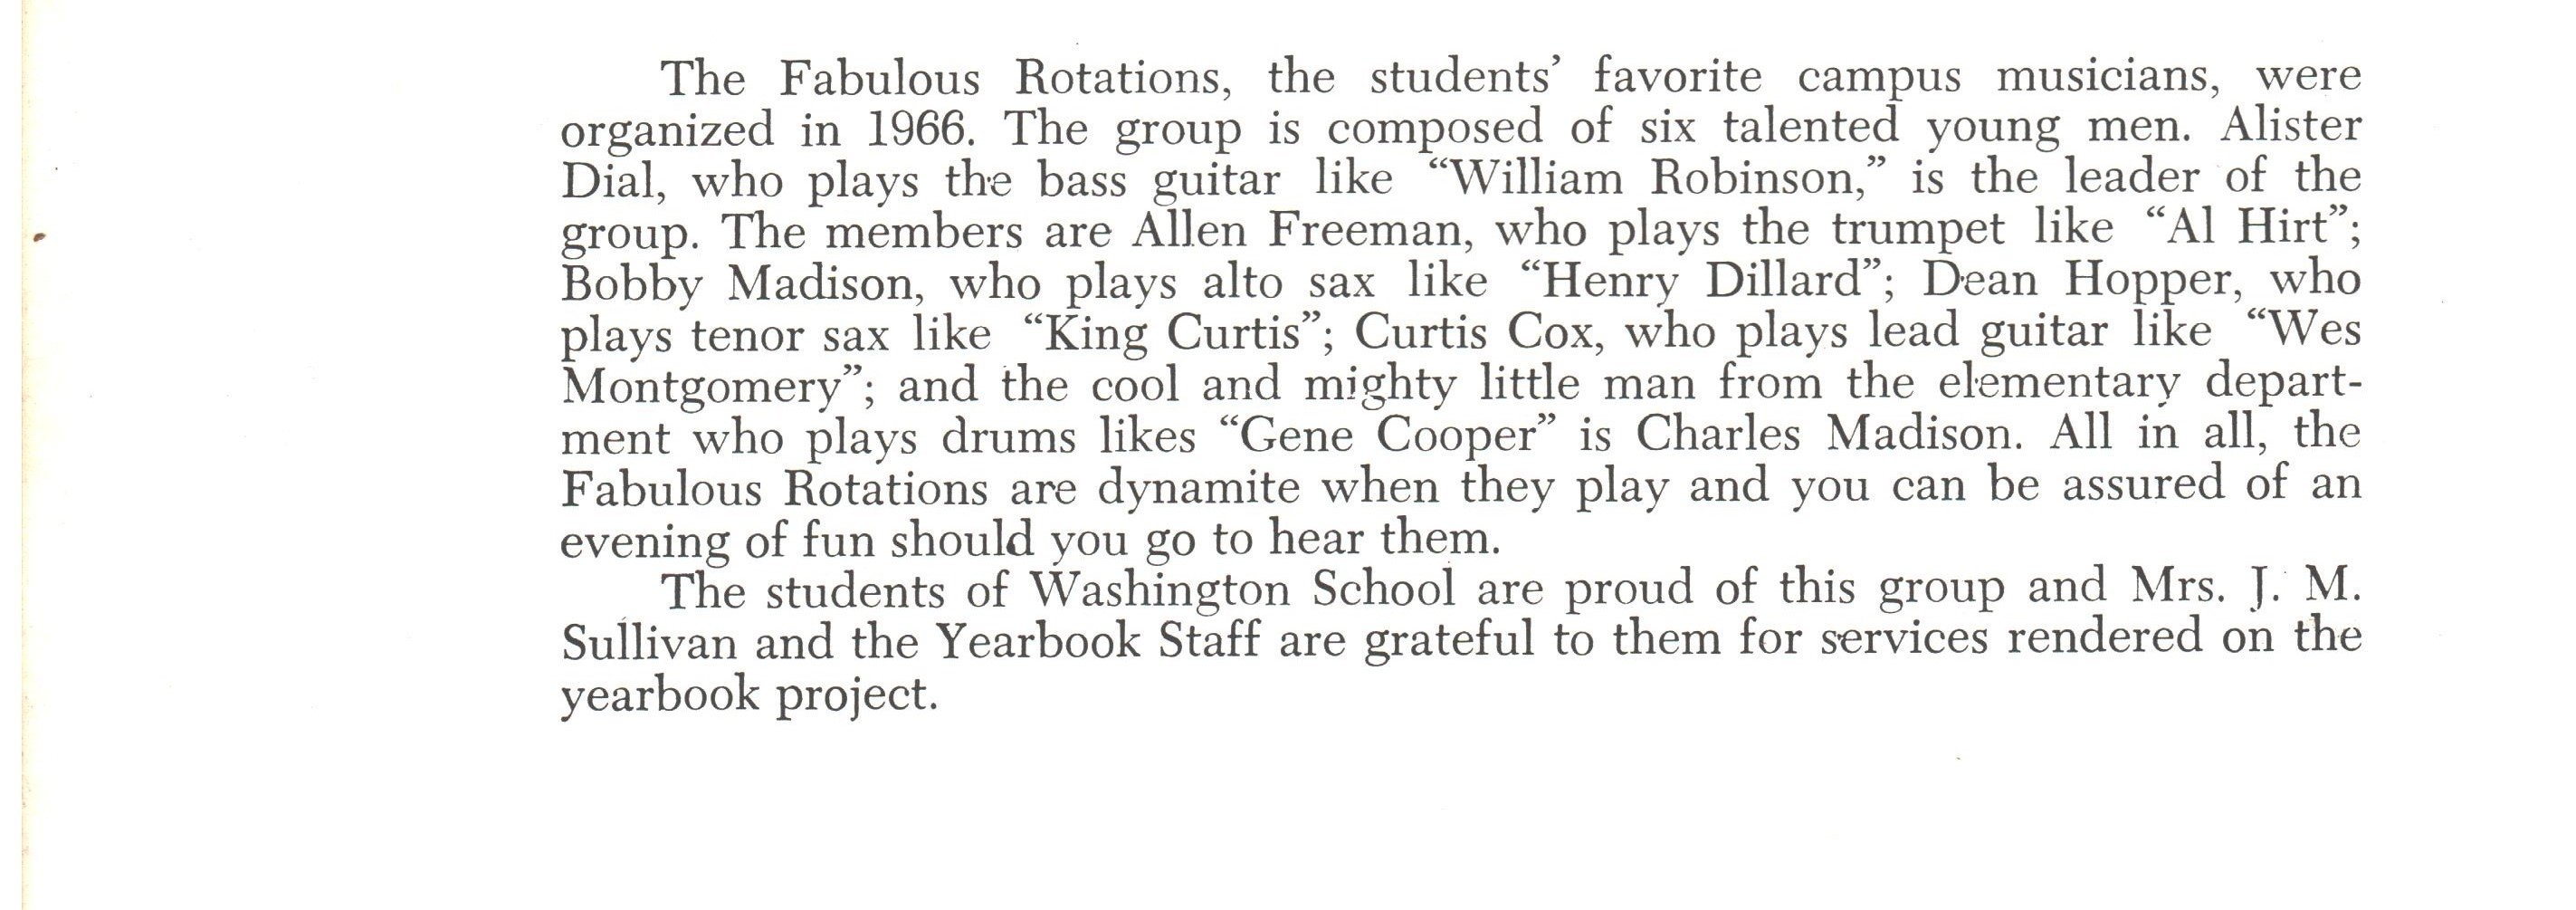 The Fabulous Rotations, the students’ favorite campus musicians, were
organized in 1966. The group is composed of six talented young men. Alister
Dial, who plays the bass guitar like “William Robinson,” is the leader of the
group. The members are Allen Freeman, who plays the trumpet like “Al Hirt”;
Bobby Madison, who plays alto sax like “Henry Dillard”; Dean Hopper, who
plays tenor sax like “King Curtis”; Curtis Cox, who plays lead guitar like “Wes
Montgomery”; and the cool and mighty little man from the elementary depart-
ment who plays drums likes “Gene Cooper” is Charles Madison. All in all, the
Fabulous Rotations are dynamite when they play and you can be assured of an
evening of fun should you go to hear them.
The students of Washington School are proud of this group and Mrs. J. M.
Sullivan and the Yearbook Staff are grateful to them for services rendered on the
yearbook project.